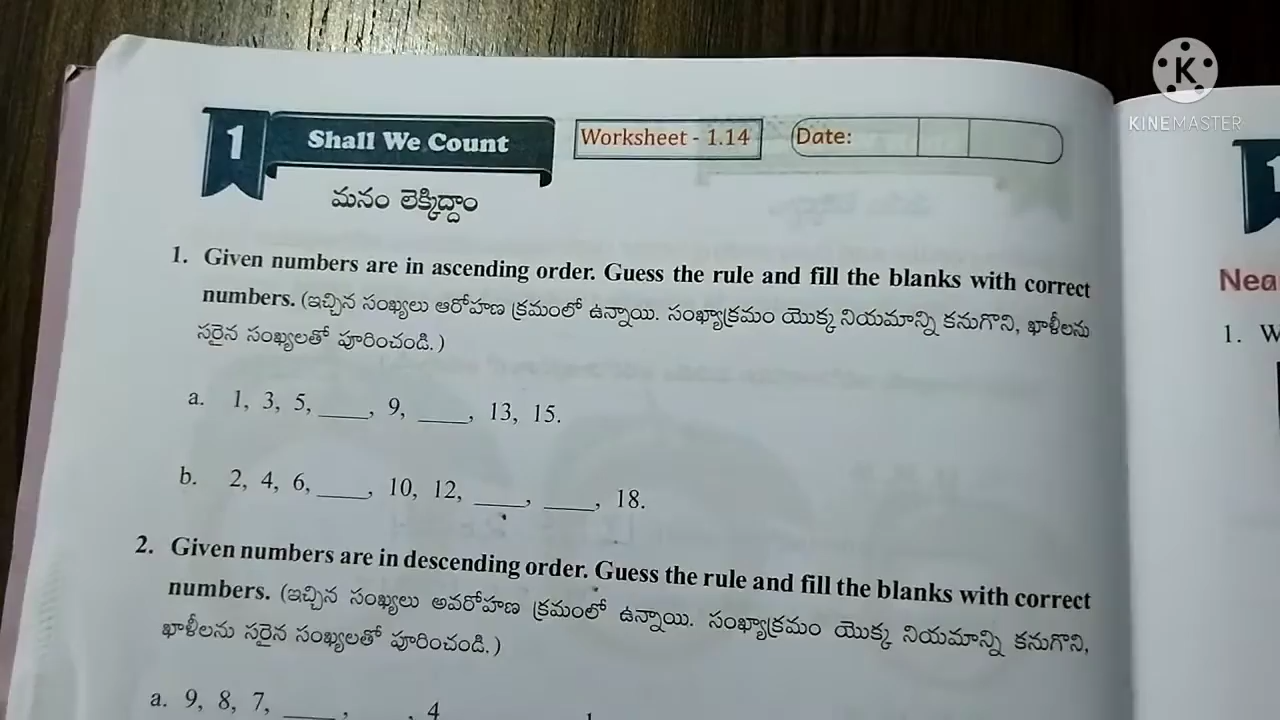 K
KINEMASTER
1 Shall We Count Worksheet - 1.14 Date:
మనం లెక్కిద్దాం
1. Given numbers are in ascending order. Guess the rule and fill the blanks with correct
numbers. (ఇచ్చిన సంఖ్యలు ఆరోహణ క్రమంలో ఉన్నాయి. సంఖ్యాక్రమం యొక్క నియమాన్ని కనుగొని, ఖాళీలను
సరైన సంఖ్యలతో పూరించండి.)
a. 1, 3, 5, ____, 9, ____, 13, 15.
b. 2, 4, 6, ____, 10, 12, ____, ____, 18.
2. Given numbers are in descending order. Guess the rule and fill the blanks with correct
numbers. (ఇచ్చిన సంఖ్యలు అవరోహణ క్రమంలో ఉన్నాయి. సంఖ్యాక్రమం యొక్క నియమాన్ని కనుగొని,
ఖాళీలను సరైన సంఖ్యలతో పూరించండి.)
a. 9, 8, 7, ____, ____, 4
1
Nea
1. W